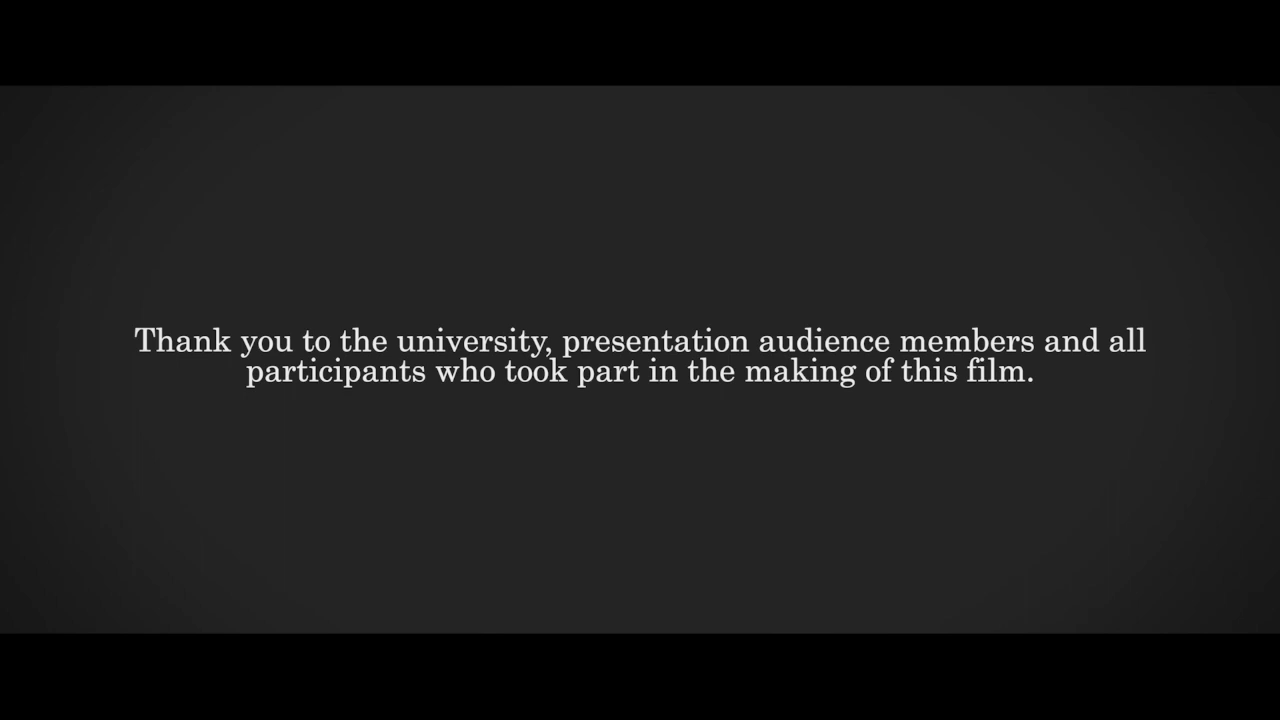 Thank you to the university, presentation audience members and all
participants who took part in the making of this film.